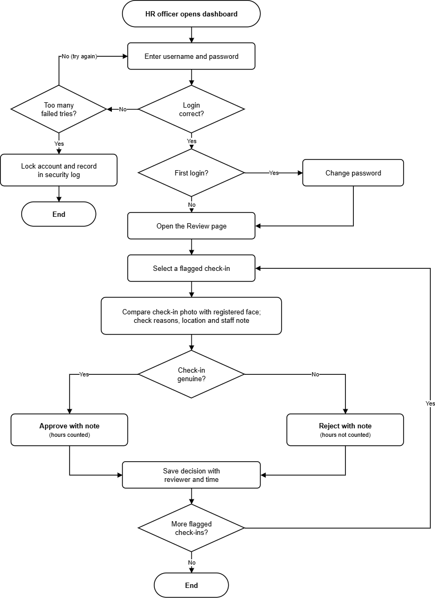 HR officer opens dashboard
No (try again)
Enter username and password
Too many
failed tries?
No
Login
correct?
Yes
Yes
Lock account and record
in security log
First login?
Yes
Change password
End
No
Open the Review page
Select a flagged check-in
Compare check-in photo with registered face;
check reasons, location and staff note
Yes
Check-in
genuine?
No
Yes
Approve with note
(hours counted)
Reject with note
(hours not counted)
Save decision with
reviewer and time
More flagged
check-ins?
No
End